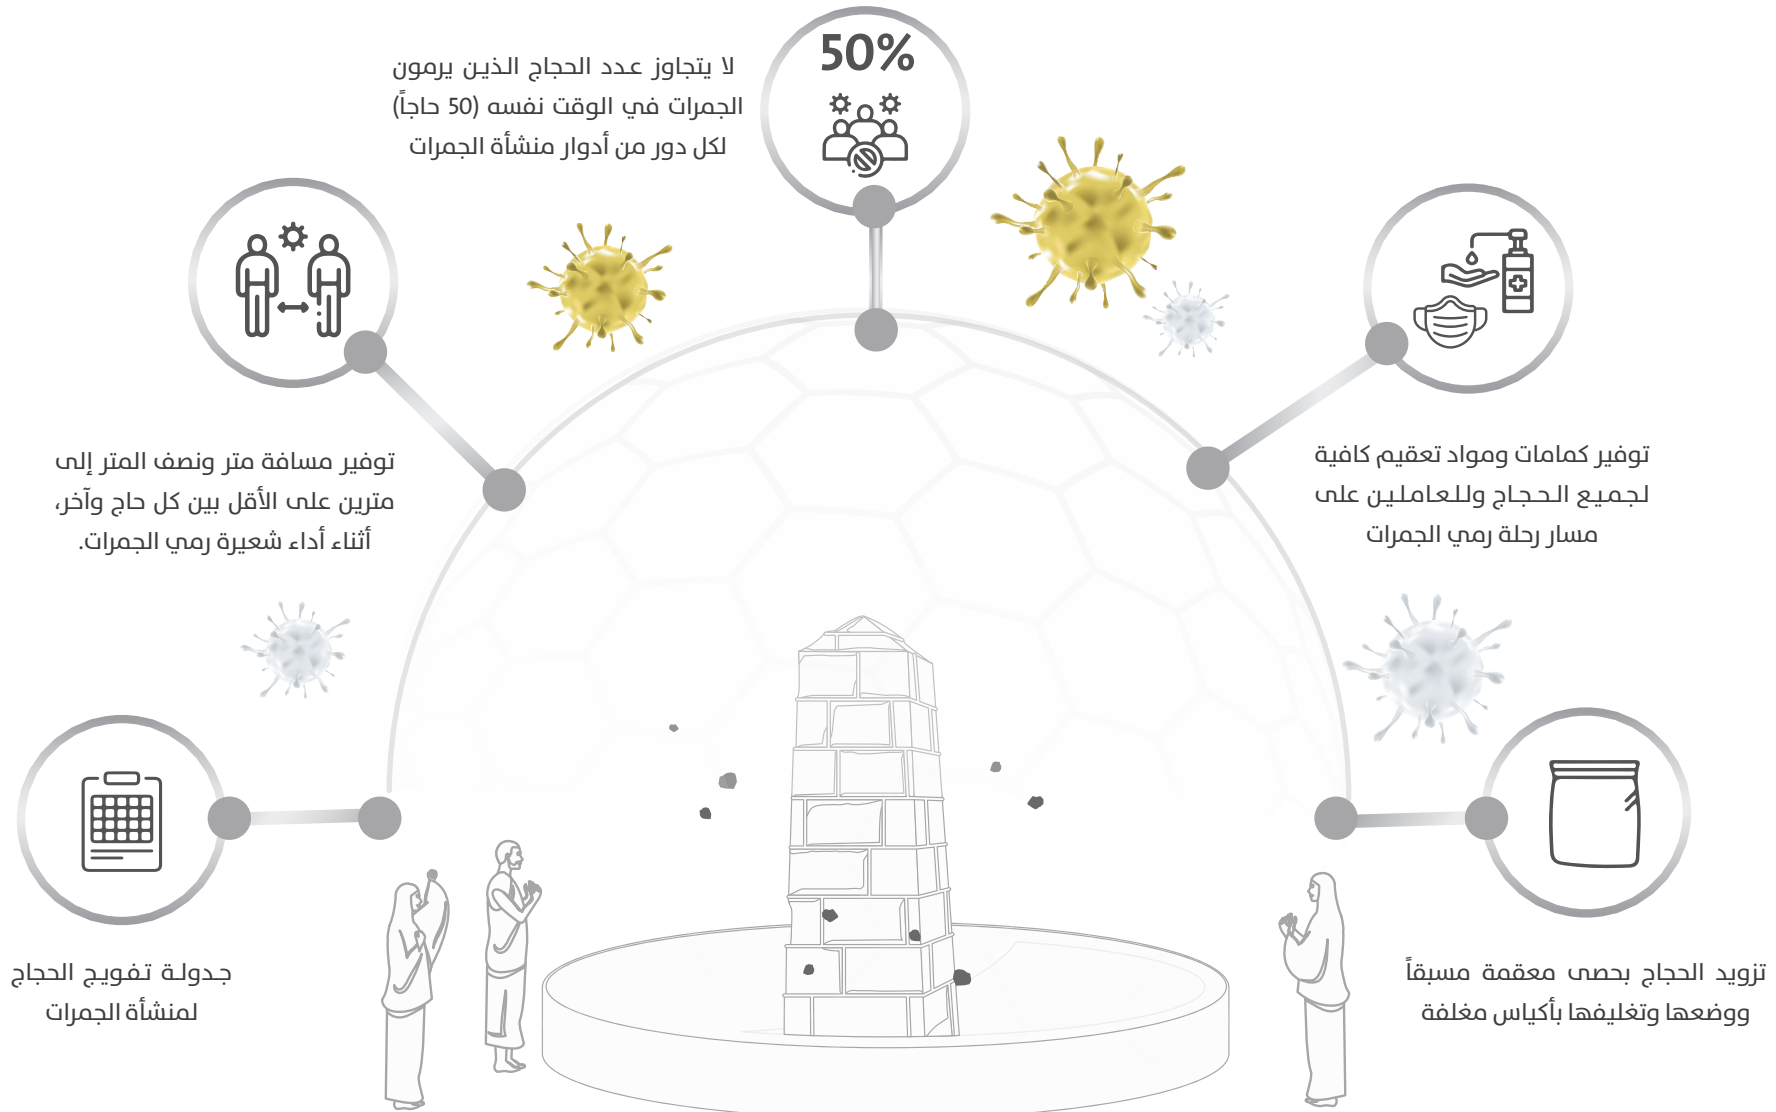 50%
لا يتجاوز عدد الحجاج الذين يرمون
الجمرات في الوقت نفسه (50 حاجاً)
لكل دور من أدوار منشأة الجمرات
توفير كمامات ومواد تعقيم كافية
لجميع الحجاج وللعاملين على
مسار رحلة رمي الجمرات
توفير مسافة متر ونصف المتر إلى
مترين على الأقل بين كل حاج وآخر،
أثناء أداء شعيرة رمي الجمرات.
تزويد الحجاج بحصى معقمة مسبقاً
ووضعها وتغليفها بأكياس مغلفة
جدولة تفويج الحجاج
لمنشأة الجمرات